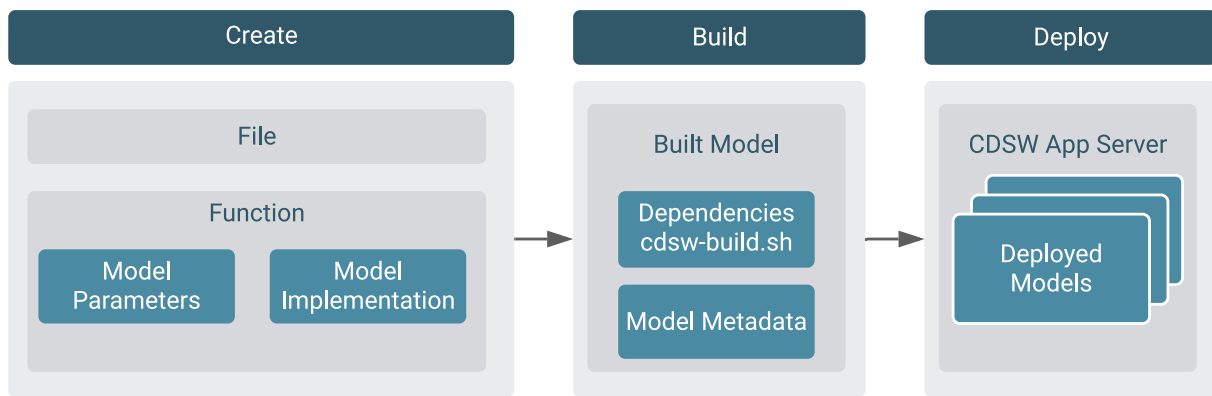 Create
File
Function
Model
Parameters
Model
Implementation
Build
Built Model
Dependencies
cdsw-build.sh
Model Metadata
Deploy
CDSW App Server
Deployed
Models